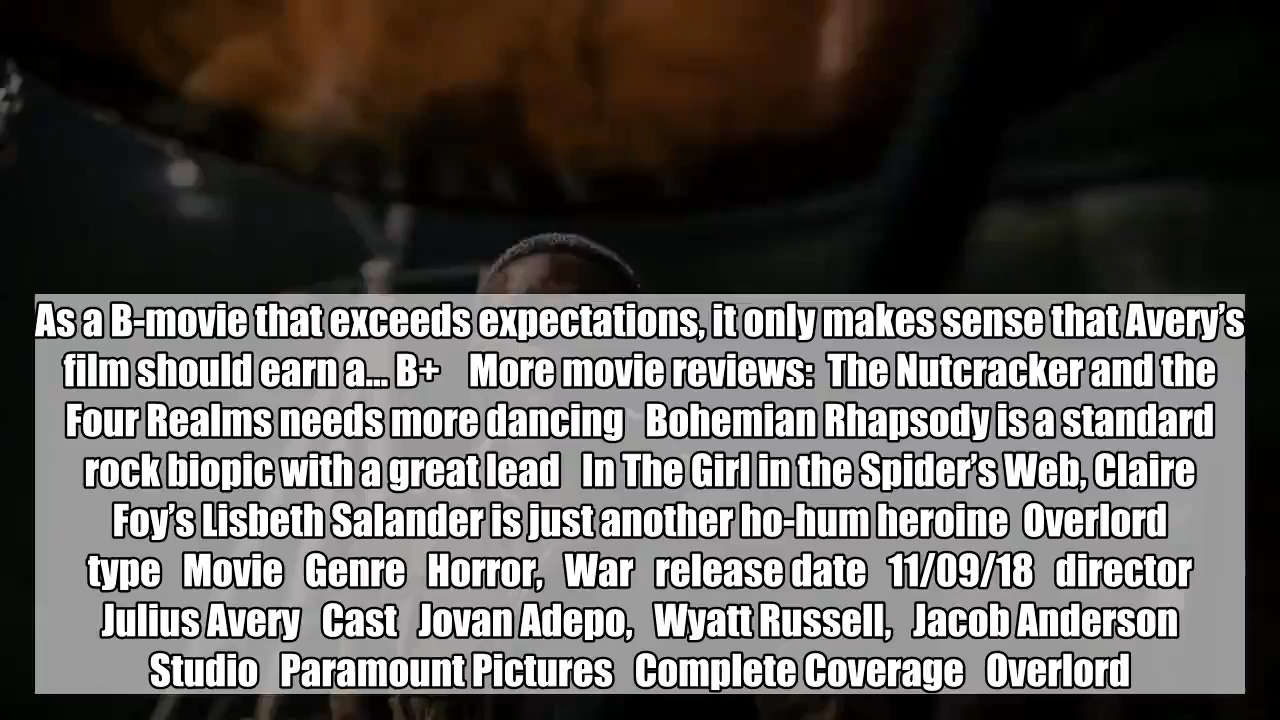 As a B-movie that exceeds expectations, it only makes sense that Avery’s
film should earn a... B+ More movie reviews: The Nutcracker and the
Four Realms needs more dancing Bohemian Rhapsody is a standard
rock biopic with a great lead In The Girl in the Spider’s Web, Claire
Foy’s Lisbeth Salander is just another ho-hum heroine Overlord
type Movie Genre Horror, War release date 11/09/18 director
Julius Avery Cast Jovan Adepo, Wyatt Russell, Jacob Anderson
Studio Paramount Pictures Complete Coverage Overlord